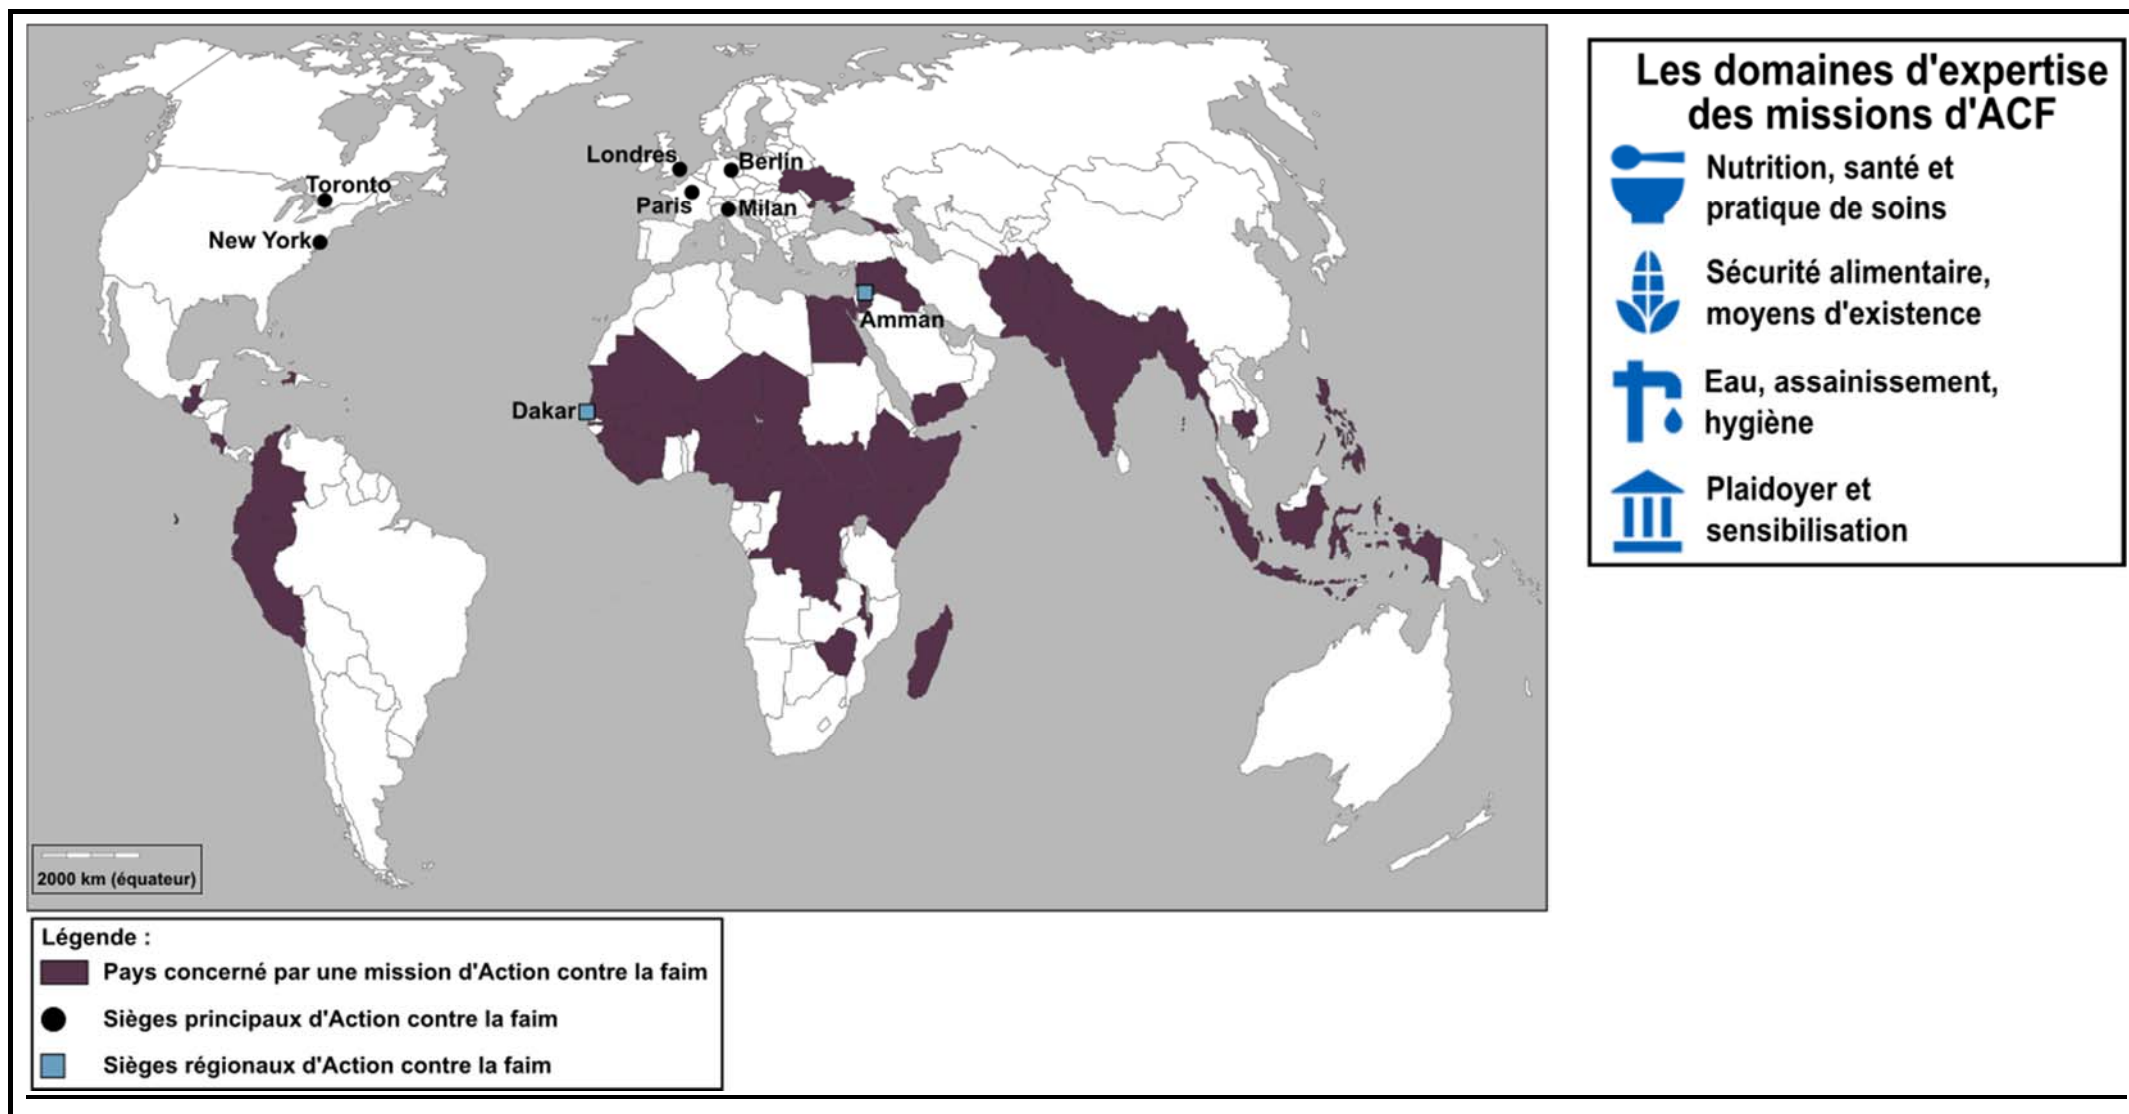 Londres
Berlin
Toronto
Paris
Milan
New York
Amman
Dakar
2000 km (équateur)
Légende :
Pays concerné par une mission d'Action contre la faim
Sièges principaux d'Action contre la faim
Sièges régionaux d'Action contre la faim
Les domaines d'expertise
des missions d'ACF
Nutrition, santé et
pratique de soins
Sécurité alimentaire,
moyens d'existence
Eau, assainissement,
hygiène
Plaidoyer et
sensibilisation